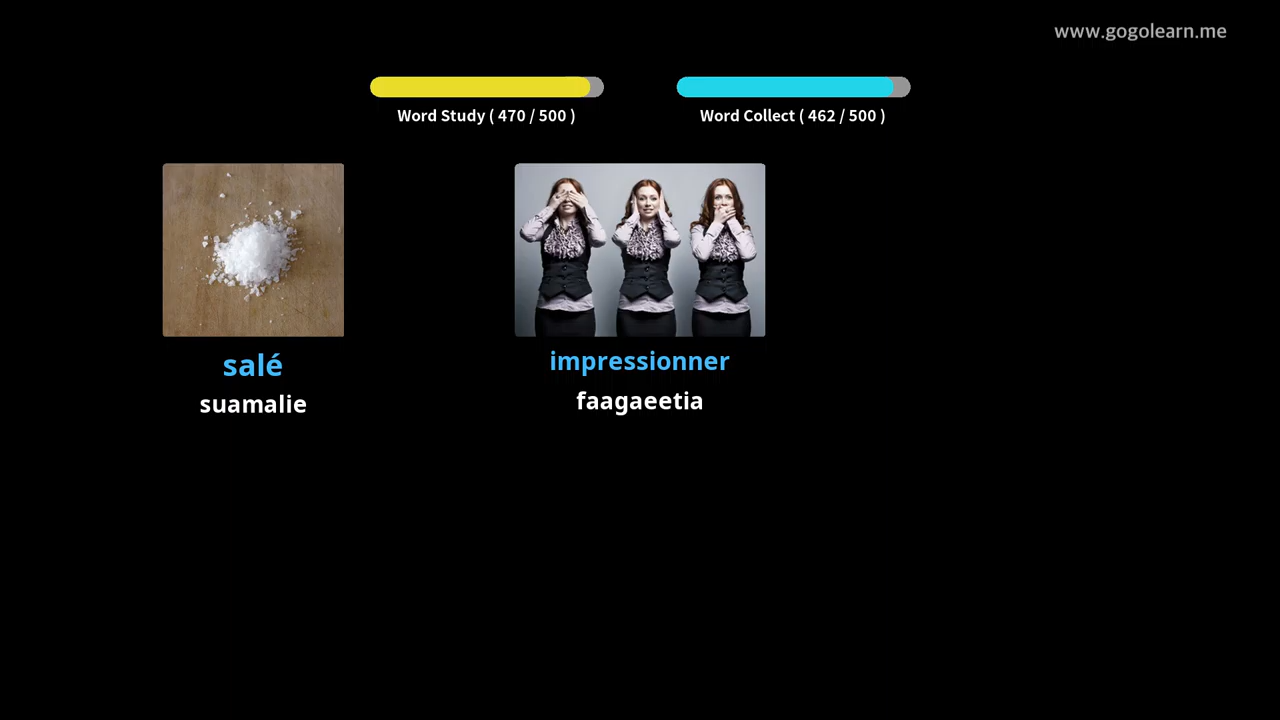 www.gogolearn.me
Word Study ( 470 / 500 )
Word Collect ( 462 / 500 )
salé
suamalie
impressionner
faagaeetia